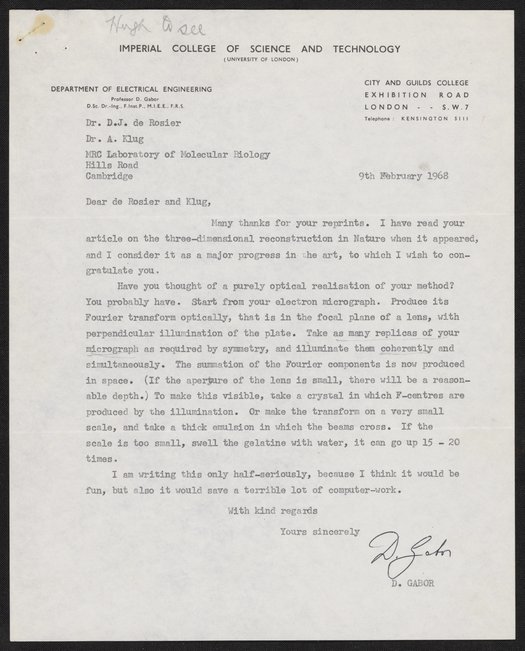 Hugh to see
IMPERIAL COLLEGE OF SCIENCE AND TECHNOLOGY
(UNIVERSITY OF LONDON)
DEPARTMENT OF ELECTRICAL ENGINEERING
Professor D. Gabor
D.Sc. Dr.-Ing., F.Inst.P., M.I.E.E., F.R.S.
CITY AND GUILDS COLLEGE
EXHIBITION ROAD
LONDON - - S.W.7
Telephone : KENSINGTON 5111
Dr. D.J. de Rosier
Dr. A. Klug
MRC Laboratory of Molecular Biology
Hills Road
Cambridge
9th February 1968
Dear de Rosier and Klug,
Many thanks for your reprints. I have read your
article on the three-dimensional reconstruction in Nature when it appeared,
and I consider it as a major progress in the art, to which I wish to con-
gratulate you.
Have you thought of a purely optical realisation of your method?
You probably have. Start from your electron micrograph. Produce its
Fourier transform optically, that is in the focal plane of a lens, with
perpendicular illumination of the plate. Take as many replicas of your
micrograph as required by symmetry, and illuminate them coherently and
simultaneously. The summation of the Fourier components is now produced
in space. (If the aperture of the lens is small, there will be a reason-
able depth.) To make this visible, take a crystal in which F-centres are
produced by the illumination. Or make the transform on a very small
scale, and take a thick emulsion in which the beams cross. If the
scale is too small, swell the gelatine with water, it can go up 15 - 20
times.
I am writing this only half-seriously, because I think it would be
fun, but also it would save a terrible lot of computer-work.
With kind regards
Yours sincerely
D. Gabor
D. GABOR